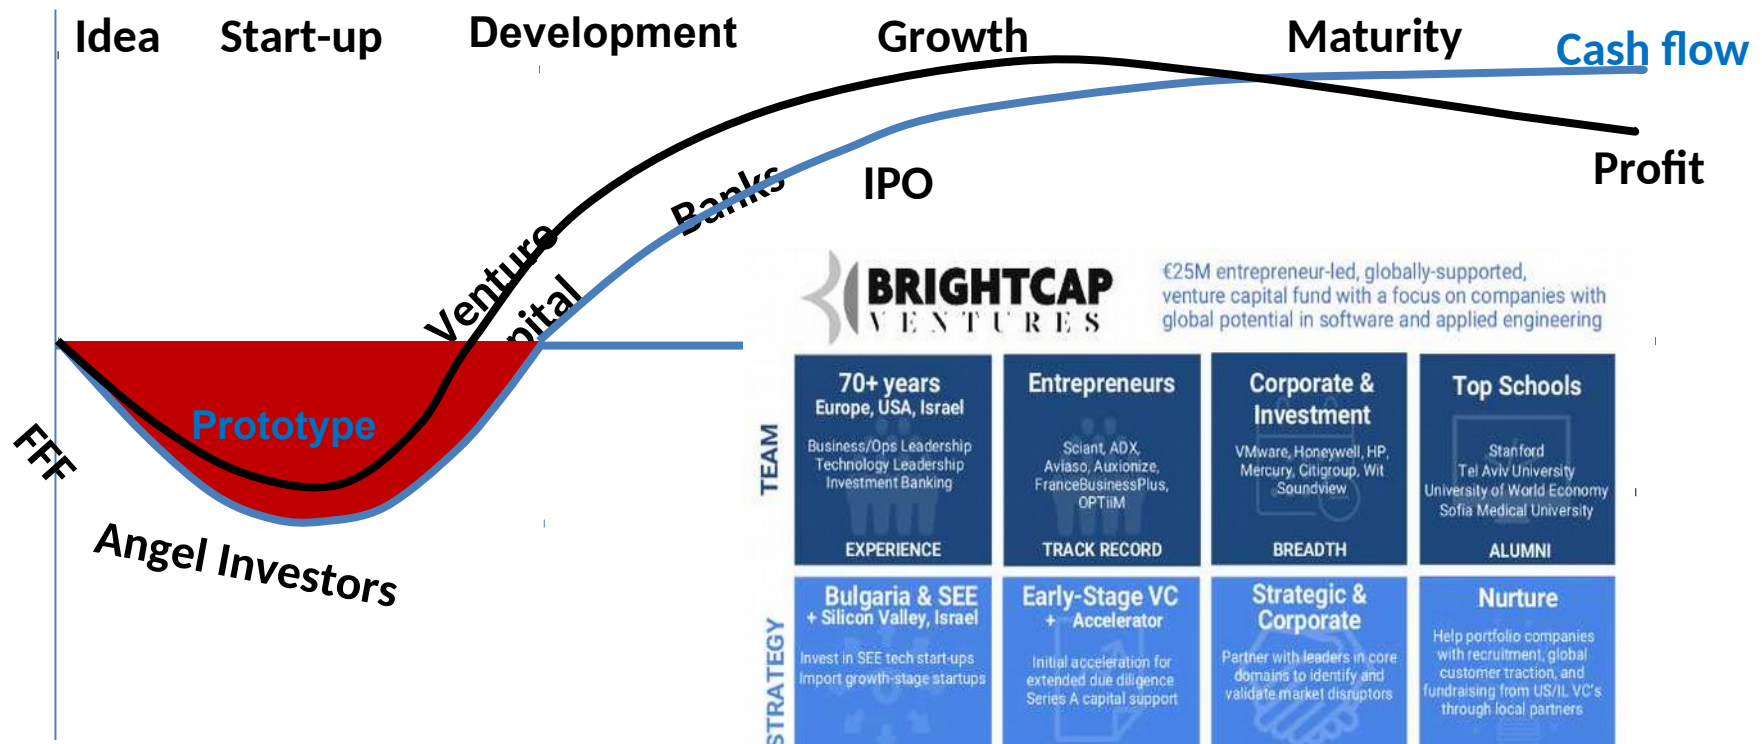 Idea
Start-up
Development
Growth
Maturity
Cash flow
Profit
IPO
Banks
Venture
pital
Prototype
FFF
Angel Investors
BRIGHTCAP
VENTURES
€25M entrepreneur-led, globally-supported,
venture capital fund with a focus on companies with
global potential in software and applied engineering
TEAM
70+ years
Europe, USA, Israel
Business/Ops Leadership
Technology Leadership
Investment Banking
EXPERIENCE
Entrepreneurs
Sciant, ADX,
Aviaso, Auxionize,
FranceBusinessPlus,
OPTiiM
TRACK RECORD
Corporate &
Investment
VMware, Honeywell, HP,
Mercury, Citigroup, Wit
Soundview
BREADTH
Top Schools
Stanford
Tel Aviv University
University of World Economy
Sofia Medical University
ALUMNI
STRATEGY
Bulgaria & SEE
+ Silicon Valley, Israel
Invest in SEE tech start-ups
Import growth-stage startups
Early-Stage VC
+ Accelerator
Initial acceleration for
extended due diligence
Series A capital support
Strategic &
Corporate
Partner with leaders in core
domains to identify and
validate market disruptors
Nurture
Help portfolio companies
with recruitment, global
customer traction, and
fundraising from US/IL VC's
through local partners